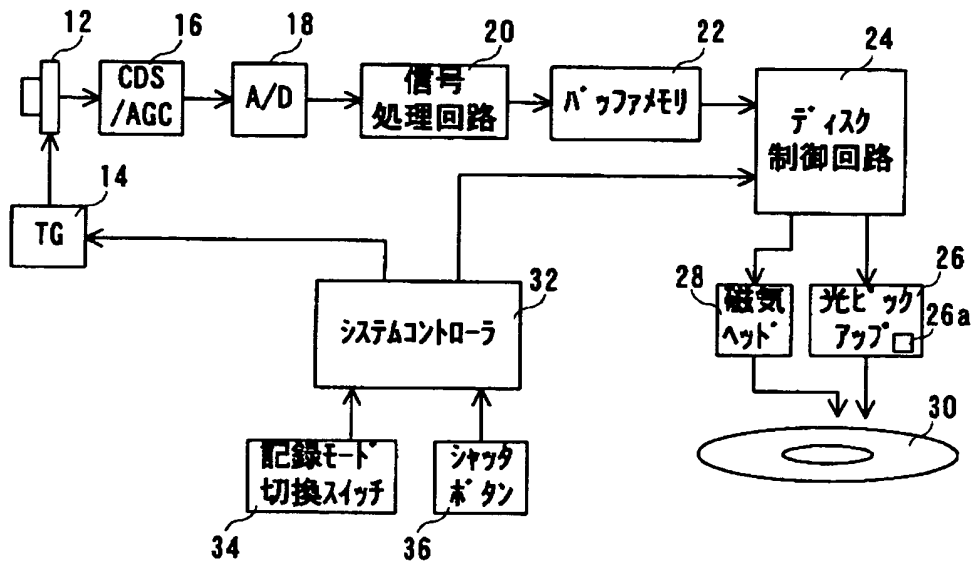 12
16
18
20
22
24
CDS
/AGC
A/D
信号
処理回路
バッファメモリ
ディスク
制御回路
14
TG
32
システムコントローラ
28
磁気
ヘッド
26
光ピック
アップ
26a
30
記録モード
切換スイッチ
34
シャッタ
ボタン
36